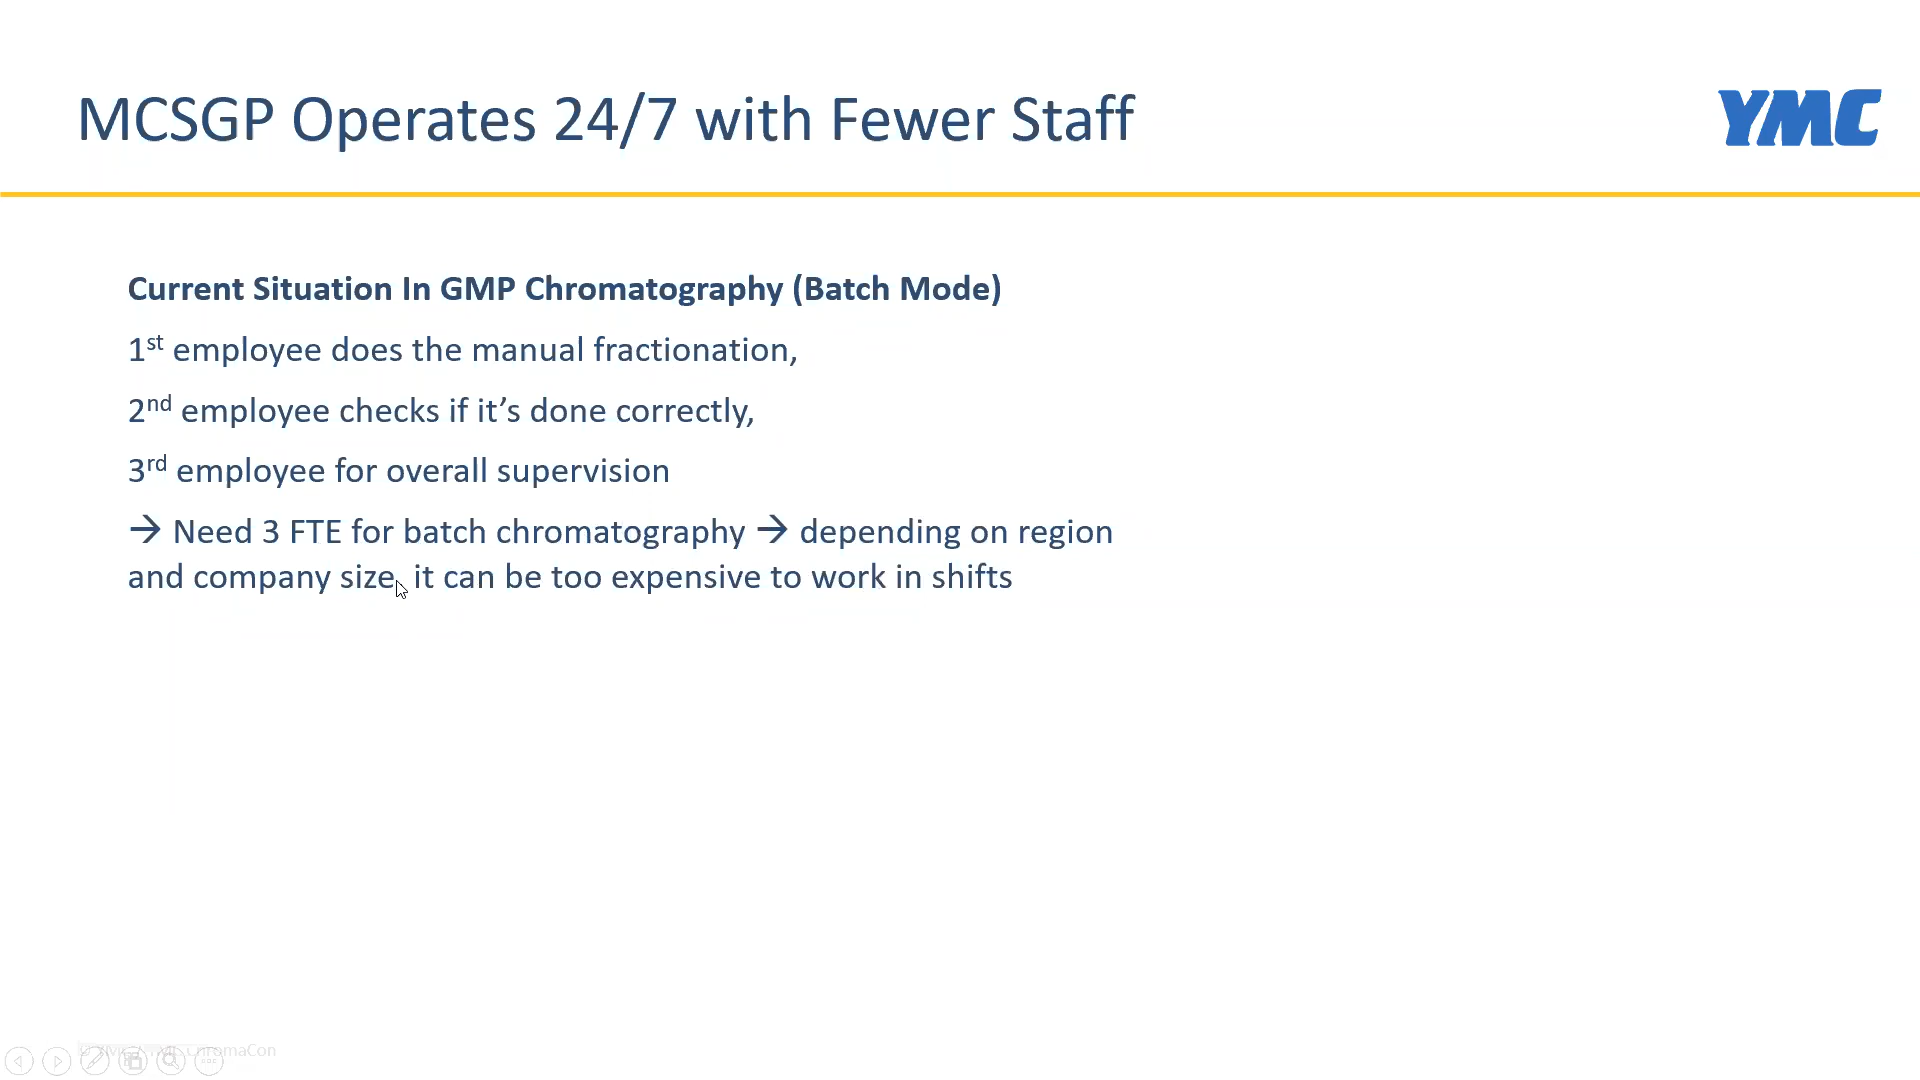 MCSGP Operates 24/7 with Fewer Staff
YMC
Current Situation In GMP Chromatography (Batch Mode)
1st employee does the manual fractionation,
2nd employee checks if it’s done correctly,
3rd employee for overall supervision
→ Need 3 FTE for batch chromatography → depending on region
and company size, it can be too expensive to work in shifts
ChromaCon